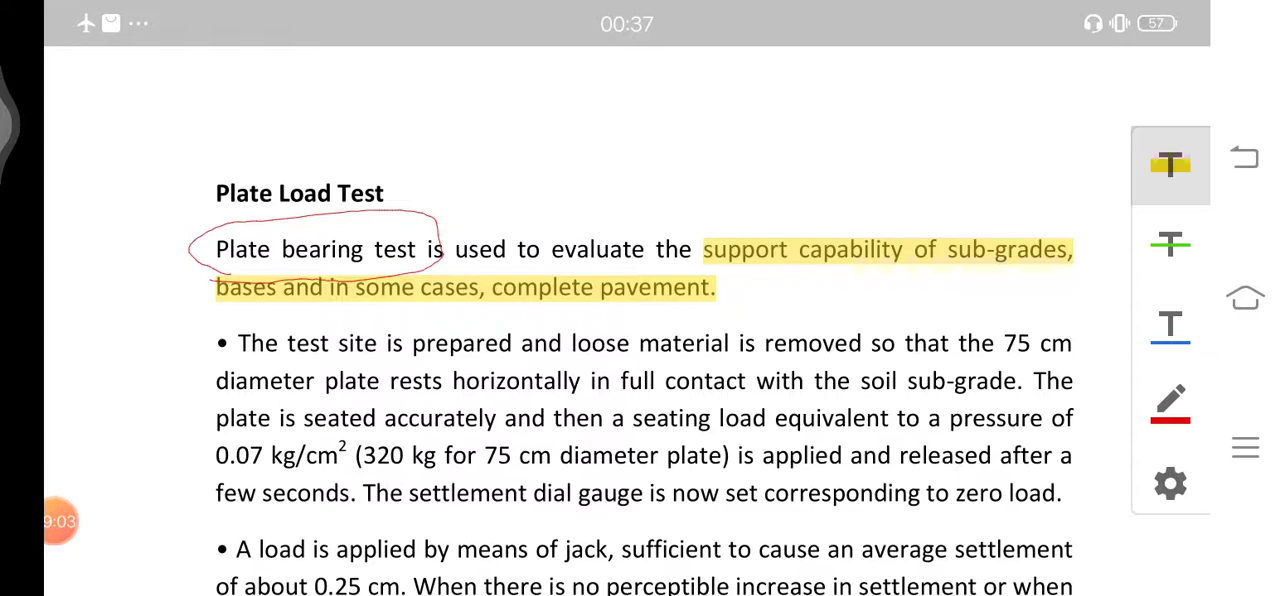 00:37
57
Plate Load Test
Plate bearing test is used to evaluate the support capability of sub-grades,
bases and in some cases, complete pavement.
• The test site is prepared and loose material is removed so that the 75 cm
diameter plate rests horizontally in full contact with the soil sub-grade. The
plate is seated accurately and then a seating load equivalent to a pressure of
0.07 kg/cm² (320 kg for 75 cm diameter plate) is applied and released after a
few seconds. The settlement dial gauge is now set corresponding to zero load.
9:03
• A load is applied by means of jack, sufficient to cause an average settlement
of about 0.25 cm. When there is no perceptible increase in settlement or when
T
T
T